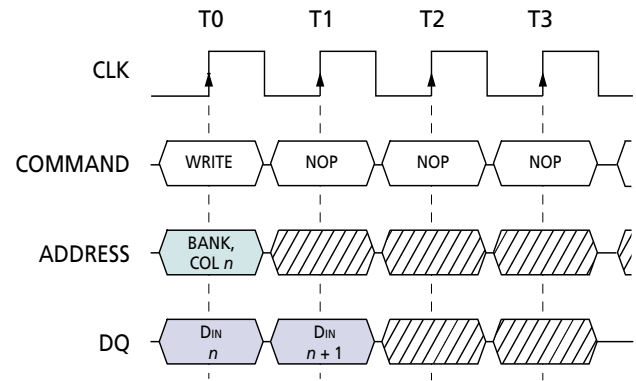 T0 T1 T2 T3
CLK
COMMAND WRITE NOP NOP NOP
ADDRESS BANK,
COL n
DQ DIN
n
DIN
n + 1